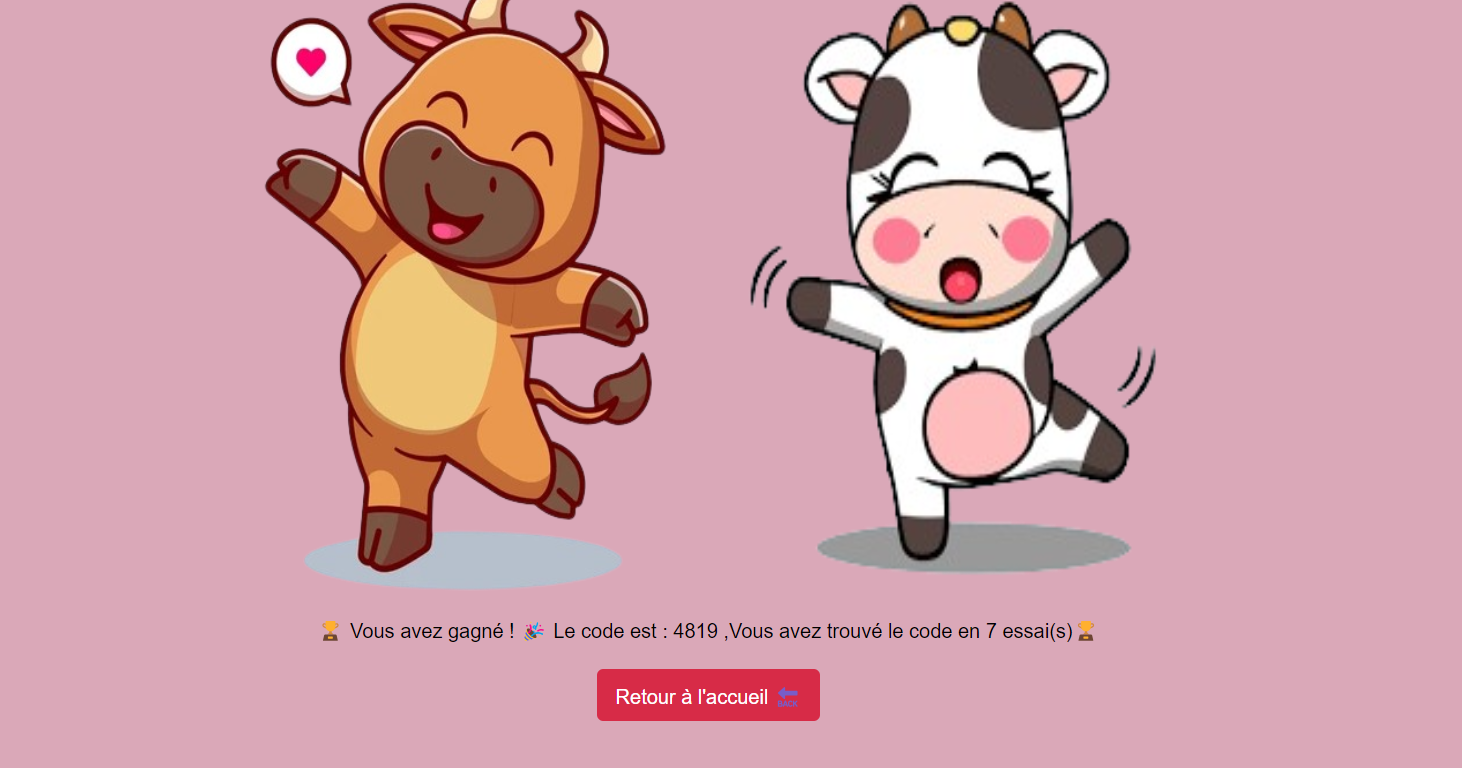 🏆 Vous avez gagné ! 🎉 Le code est : 4819 ,Vous avez trouvé le code en 7 essai(s)🏆
Retour à l'accueil 🔙